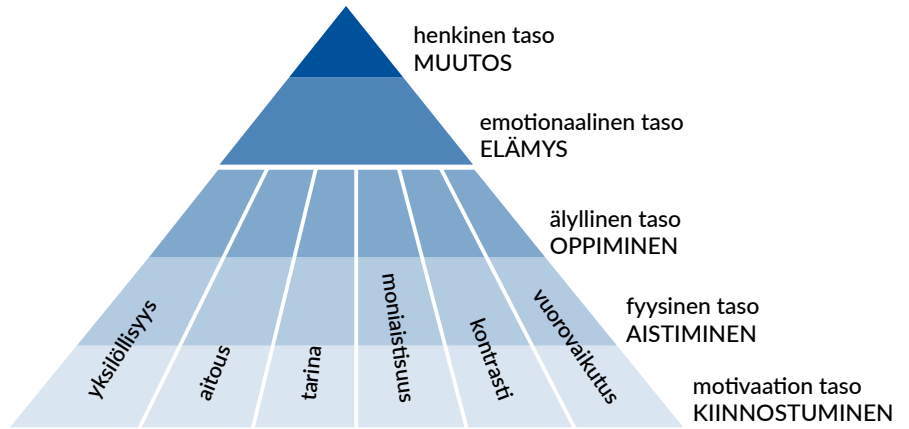 henkinen taso
MUUTOS
emotionaalinen taso
ELÄMYS
älyllinen taso
OPPIMINEN
fyysinen taso
AISTIMINEN
motivaation taso
KIINNOSTUMINEN
yksilöllisyys
aitous
tarina
moniaistisuus
kontrasti
vuorovaikutus